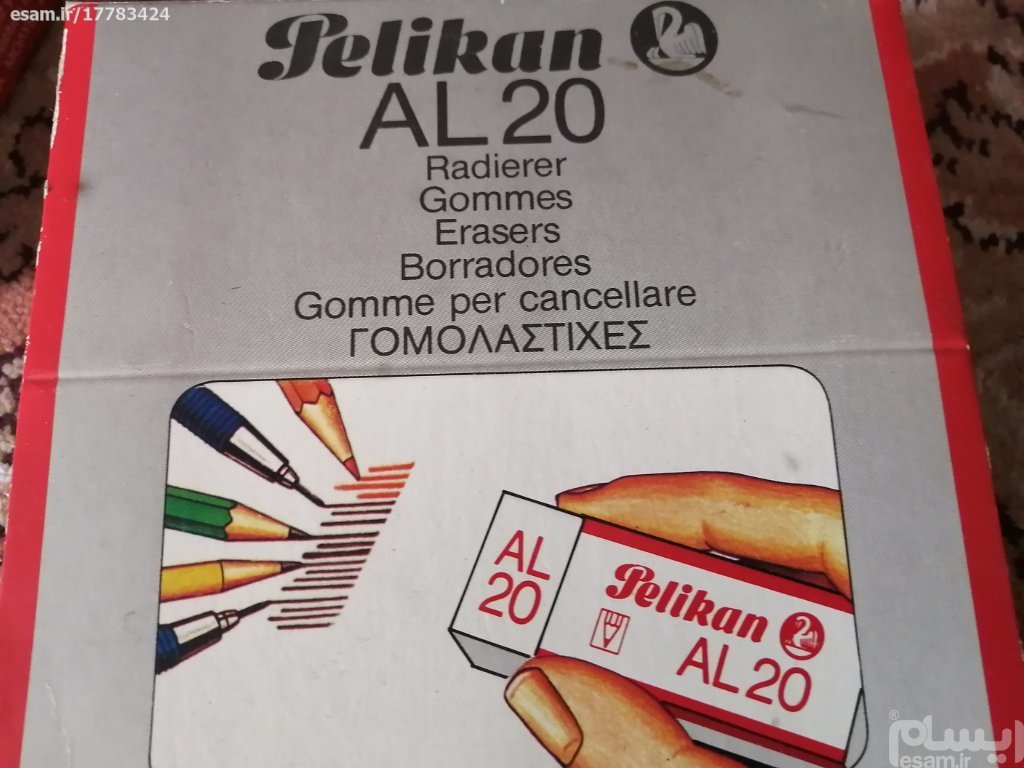 esam.ir/17783424
Pelikan
AL 20
Radierer
Gommes
Erasers
Borradores
Gomme per cancellare
ΓΟΜΟΛΑΣΤΙΧΕΣ
AL
20
Pelikan
AL 20
ایسام®
esam.ir